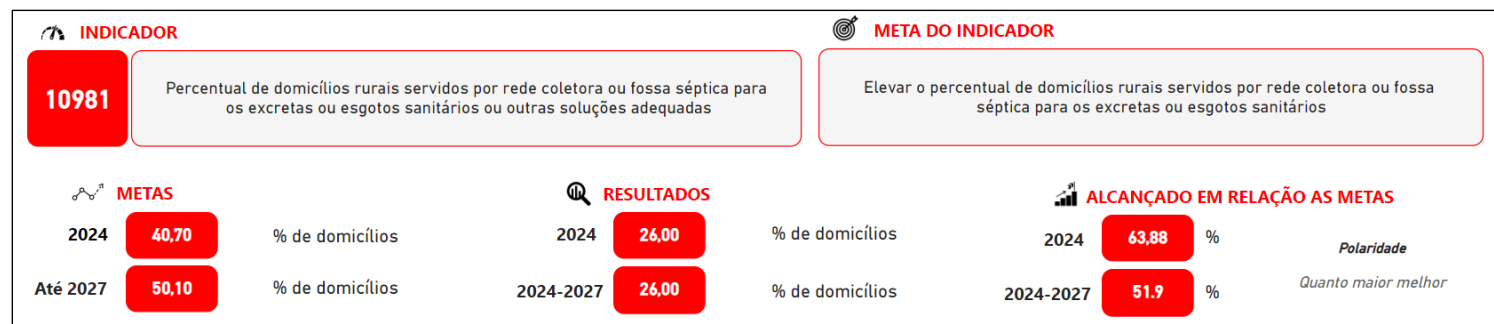 INDICADOR
META DO INDICADOR
10981
Percentual de domicílios rurais servidos por rede coletora ou fossa séptica para
os excretas ou esgotos sanitários ou outras soluções adequadas
Elevar o percentual de domicílios rurais servidos por rede coletora ou fossa
séptica para os excretas ou esgotos sanitários
METAS
2024 40,70 % de domicílios
Até 2027 50,10 % de domicílios
RESULTADOS
2024 26,00 % de domicílios
2024-2027 26,00 % de domicílios
ALCANÇADO EM RELAÇÃO AS METAS
2024 63,88 %
2024-2027 51.9 %
Polaridade
Quanto maior melhor